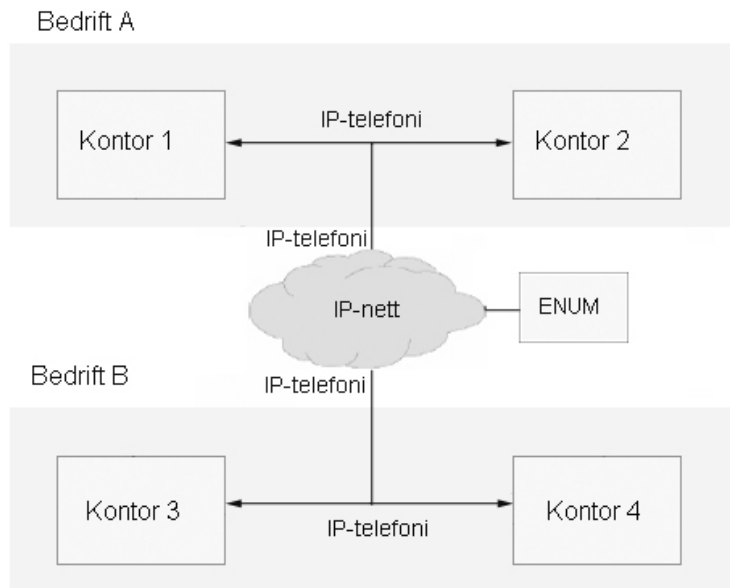 Bedrift A
Kontor 1
IP-telefoni
Kontor 2
IP-telefoni
IP-nett
ENUM
Bedrift B
IP-telefoni
Kontor 3
IP-telefoni
Kontor 4